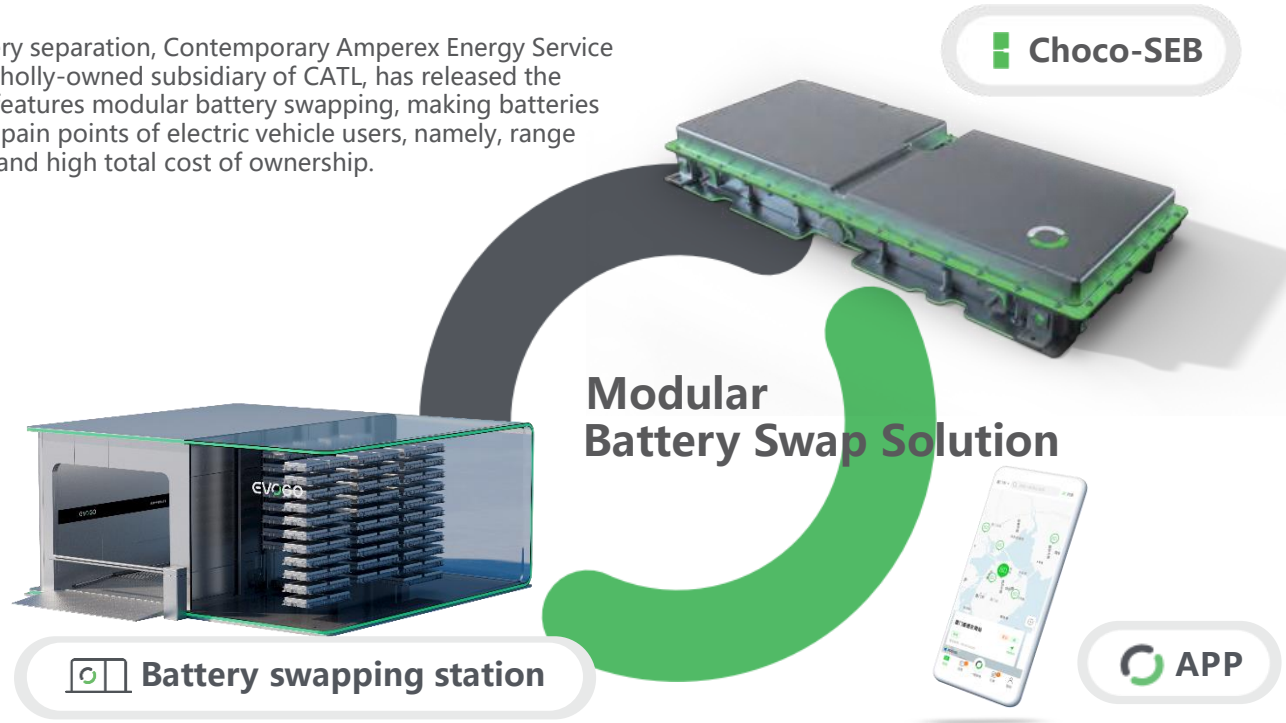 ery separation, Contemporary Amperex Energy Service
holly-owned subsidiary of CATL, has released the
features modular battery swapping, making batteries
pain points of electric vehicle users, namely, range
and high total cost of ownership.
Choco-SEB
Modular
Battery Swap Solution
EVOGO
EVOGO
Battery swapping station
APP